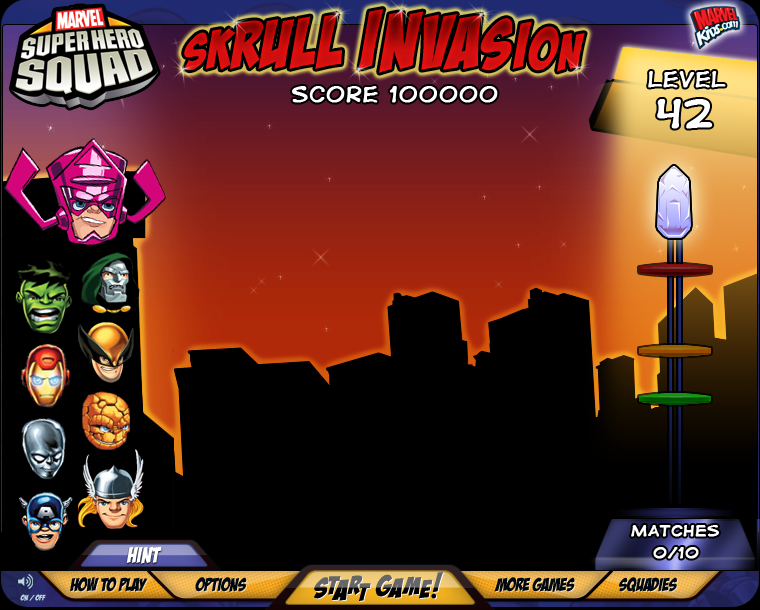 MARVEL
SUPER HERO
SQUAD
SKRULL INVASION
SCORE 100000
MARVEL
Kids.com
LEVEL
42
MATCHES
0/10
HINT
ON / OFF
HOW TO PLAY
OPTIONS
START GAME!
MORE GAMES
SQUADIES